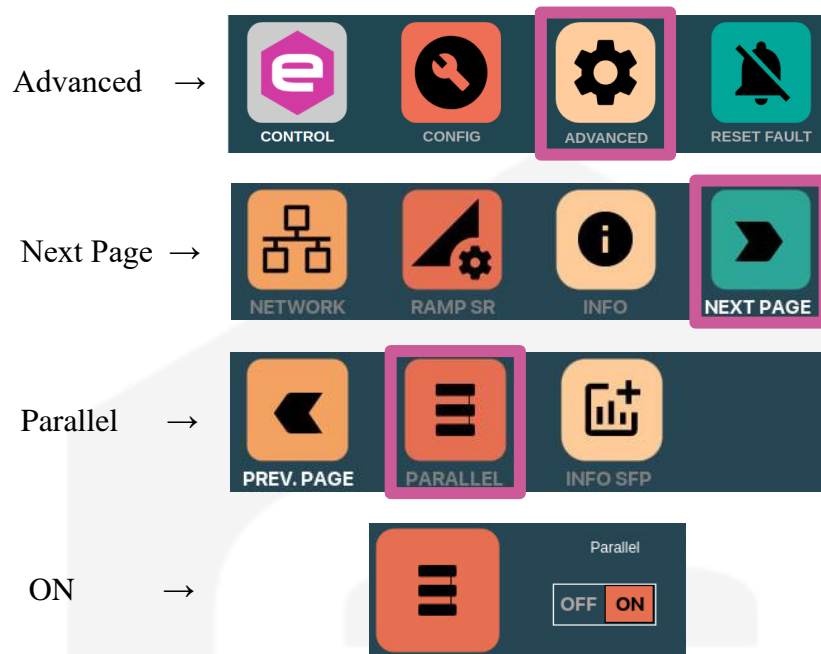 Advanced →
CONTROL CONFIG ADVANCED RESET FAULT
Next Page →
NETWORK RAMP SR INFO NEXT PAGE
Parallel →
PREV. PAGE PARALLEL INFO SFP
Parallel
ON → OFF ON